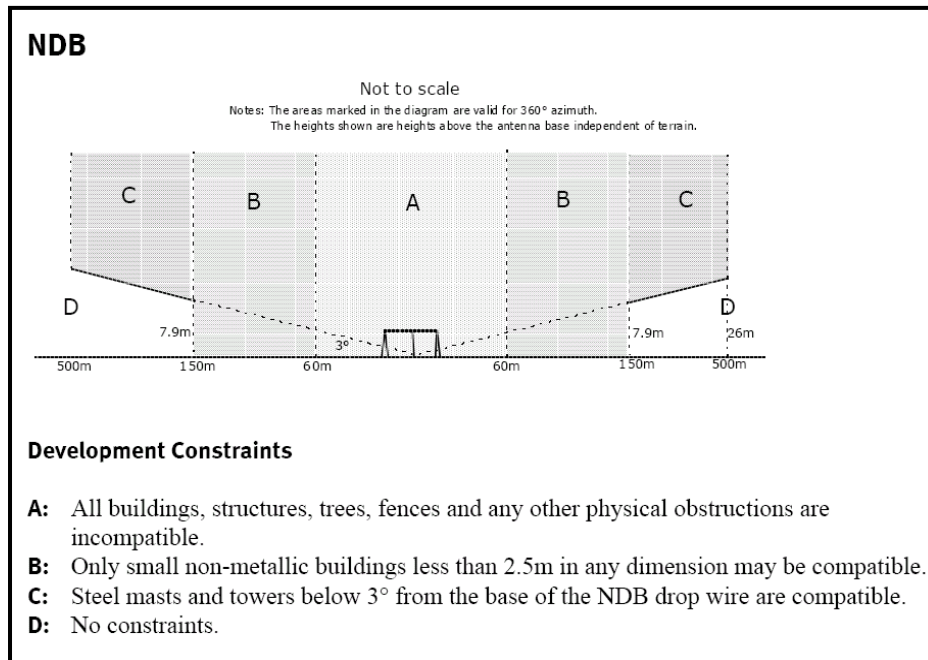 NDB
Not to scale
Notes: The areas marked in the diagram are valid for 360° azimuth.
The heights shown are heights above the antenna base independent of terrain.
C B A B C
D D
7.9m 3° 7.9m 26m
500m 150m 60m 60m 150m 500m
Development Constraints
A: All buildings, structures, trees, fences and any other physical obstructions are
incompatible.
B: Only small non-metallic buildings less than 2.5m in any dimension may be compatible.
C: Steel masts and towers below 3° from the base of the NDB drop wire are compatible.
D: No constraints.